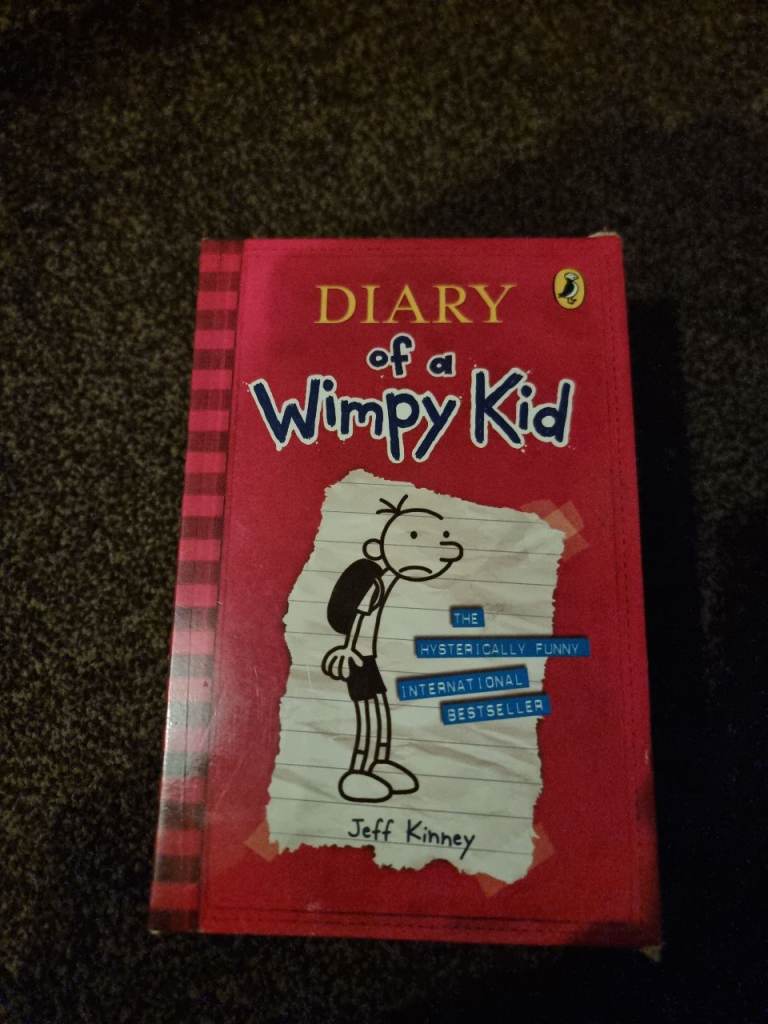 DIARY
of a
Wimpy Kid
THE
HYSTERICALLY FUNNY
INTERNATIONAL
BESTSELLER
Jeff Kinney